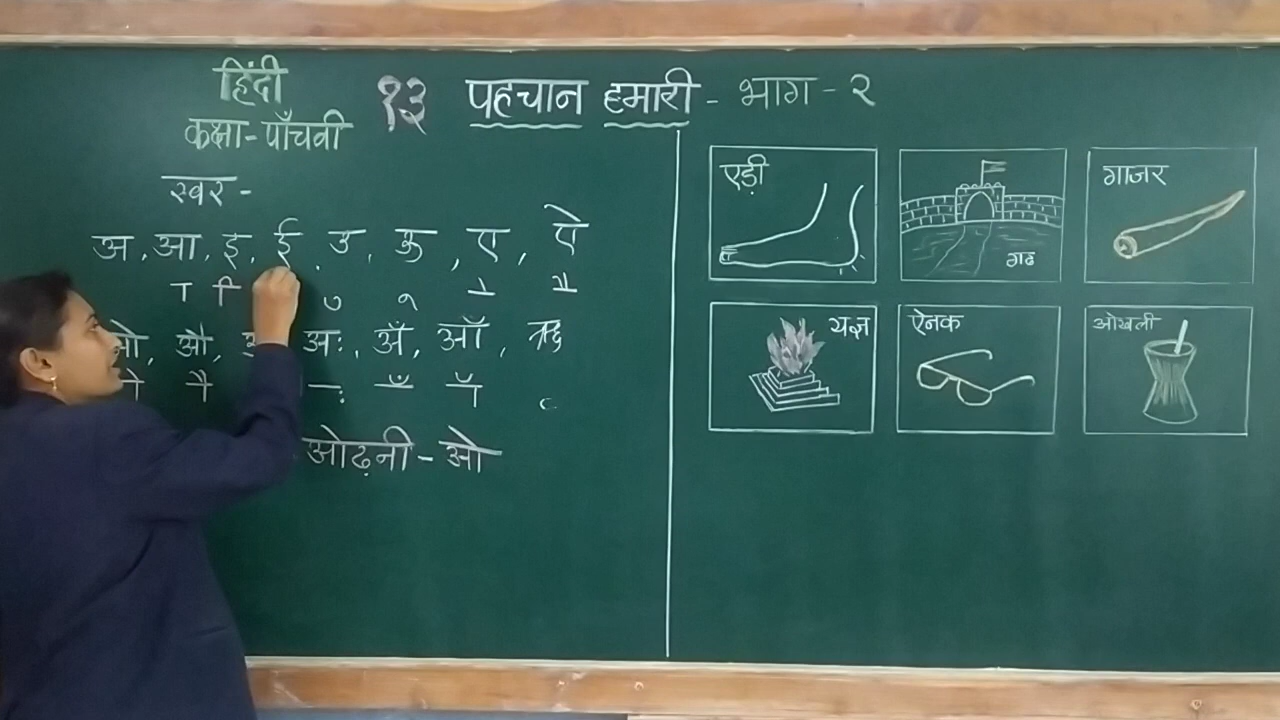 हिंदी
कक्षा-पाँचवी
१३ पहचान हमारी - भाग - २
स्वर -
अ, आ, इ, ई, उ, ऊ, ए, ऐ
ा ि ु ू े ै
ओ, औ, अः, अँ, ऑ, ऋ
ो ौ ः ँ ॉ ृ
ओढ़नी - ओ
एड़ी
गढ
गाजर
यज्ञ
ऐनक
ओखली